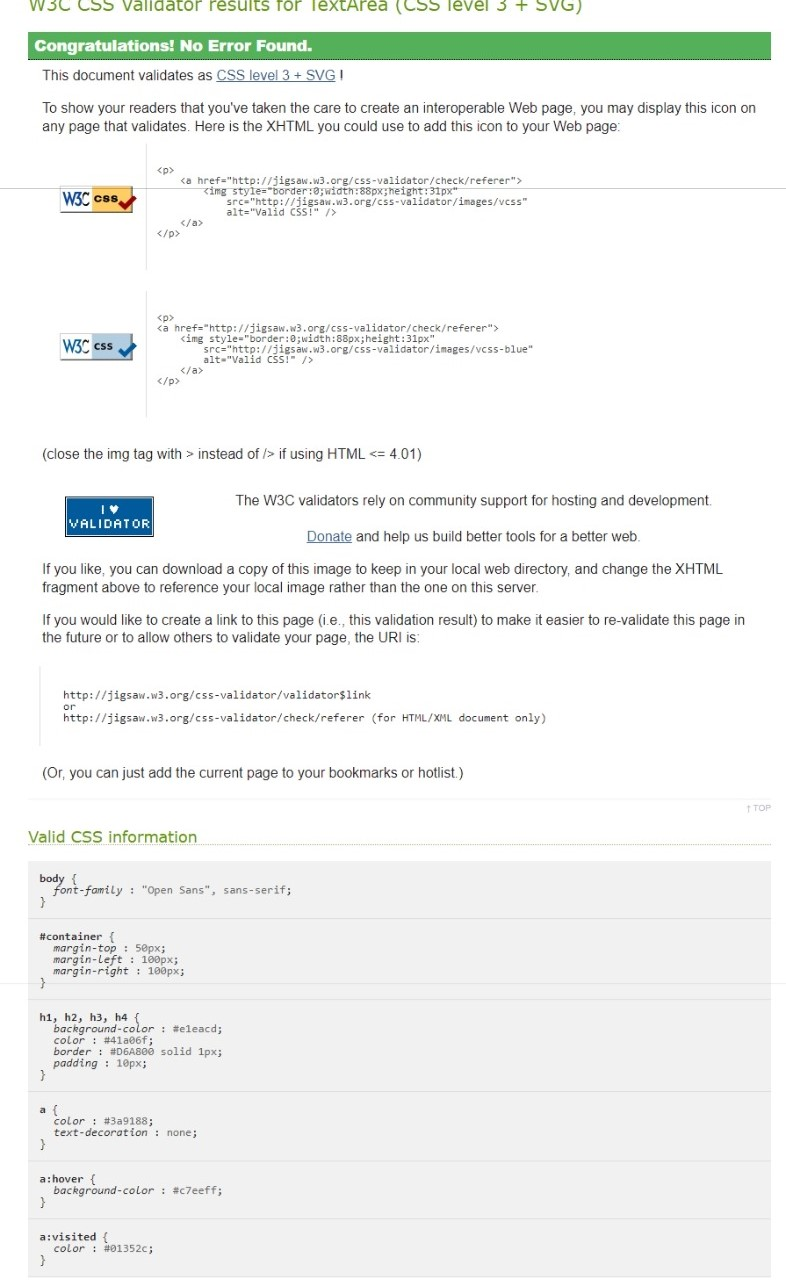 W3C CSS Validator results for TextArea (CSS level 3 + SVG)
Congratulations! No Error Found.
This document validates as CSS level 3 + SVG !
To show your readers that you've taken the care to create an interoperable Web page, you may display this icon on
any page that validates. Here is the XHTML you could use to add this icon to your Web page:
W3C css
<p>
<a href="http://jigsaw.w3.org/css-validator/check/referer">
<img style="border:0;width:88px;height:31px"
src="http://jigsaw.w3.org/css-validator/images/vcss"
alt="Valid CSS!" />
</a>
</p>
W3C css
<p>
<a href="http://jigsaw.w3.org/css-validator/check/referer">
<img style="border:0;width:88px;height:31px"
src="http://jigsaw.w3.org/css-validator/images/vcss-blue"
alt="Valid CSS!" />
</a>
</p>
(close the img tag with > instead of /> if using HTML <= 4.01)
I ♥
VALIDATOR
The W3C validators rely on community support for hosting and development.
Donate and help us build better tools for a better web.
If you like, you can download a copy of this image to keep in your local web directory, and change the XHTML
fragment above to reference your local image rather than the one on this server.
If you would like to create a link to this page (i.e., this validation result) to make it easier to re-validate this page in
the future or to allow others to validate your page, the URI is:
http://jigsaw.w3.org/css-validator/validator$link
or
http://jigsaw.w3.org/css-validator/check/referer (for HTML/XML document only)
(Or, you can just add the current page to your bookmarks or hotlist.)
↑ TOP
Valid CSS information
body {
font-family : "Open Sans", sans-serif;
}
#container {
margin-top : 50px;
margin-left : 100px;
margin-right : 100px;
}
h1, h2, h3, h4 {
background-color : #e1eacd;
color : #41a06f;
border : #D6A800 solid 1px;
padding : 10px;
}
a {
color : #3a9188;
text-decoration : none;
}
a:hover {
background-color : #c7eeff;
}
a:visited {
color : #01352c;
}